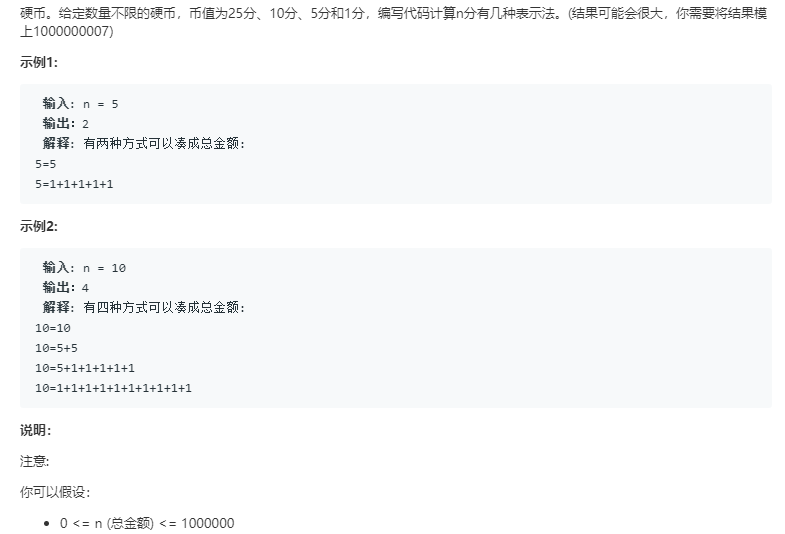 硬币。给定数量不限的硬币，币值为25分、10分、5分和1分，编写代码计算n分有几种表示法。(结果可能会很大，你需要将结果模
上1000000007)
示例1:
输入: n = 5
输出: 2
解释: 有两种方式可以凑成总金额:
5=5
5=1+1+1+1+1
示例2:
输入: n = 10
输出: 4
解释: 有四种方式可以凑成总金额:
10=10
10=5+5
10=5+1+1+1+1+1
10=1+1+1+1+1+1+1+1+1+1
说明：
注意:
你可以假设：
• 0 <= n (总金额) <= 1000000